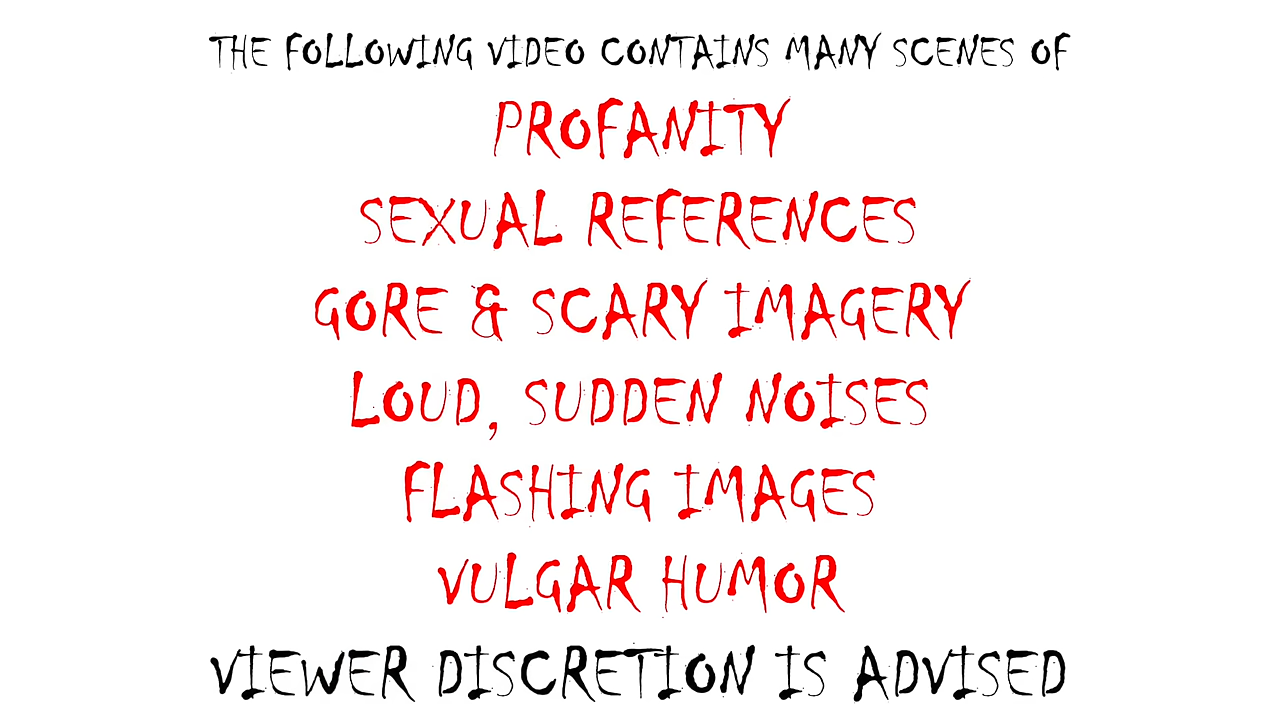 THE FOLLOWING VIDEO CONTAINS MANY SCENES OF
PROFANITY
SEXUAL REFERENCES
GORE & SCARY IMAGERY
LOUD, SUDDEN NOISES
FLASHING IMAGES
VULGAR HUMOR
VIEWER DISCRETION IS ADVISED